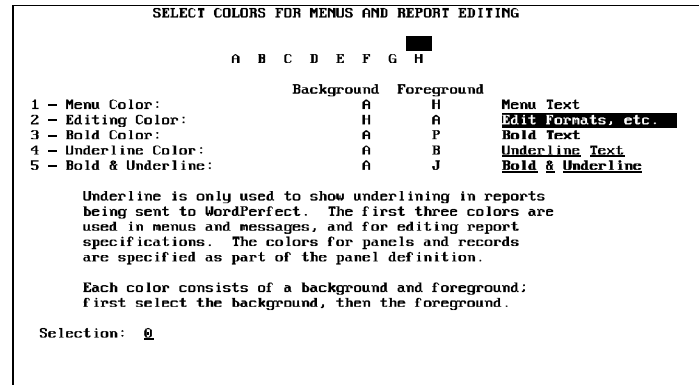 SELECT COLORS FOR MENUS AND REPORT EDITING
A B C D E F G H
Background Foreground
1 – Menu Color: A H Menu Text
2 – Editing Color: H A Edit Formats, etc.
3 – Bold Color: A P Bold Text
4 – Underline Color: A B Underline Text
5 – Bold & Underline: A J Bold & Underline
Underline is only used to show underlining in reports
being sent to WordPerfect. The first three colors are
used in menus and messages, and for editing report
specifications. The colors for panels and records
are specified as part of the panel definition.
Each color consists of a background and foreground;
first select the background, then the foreground.
Selection: 0